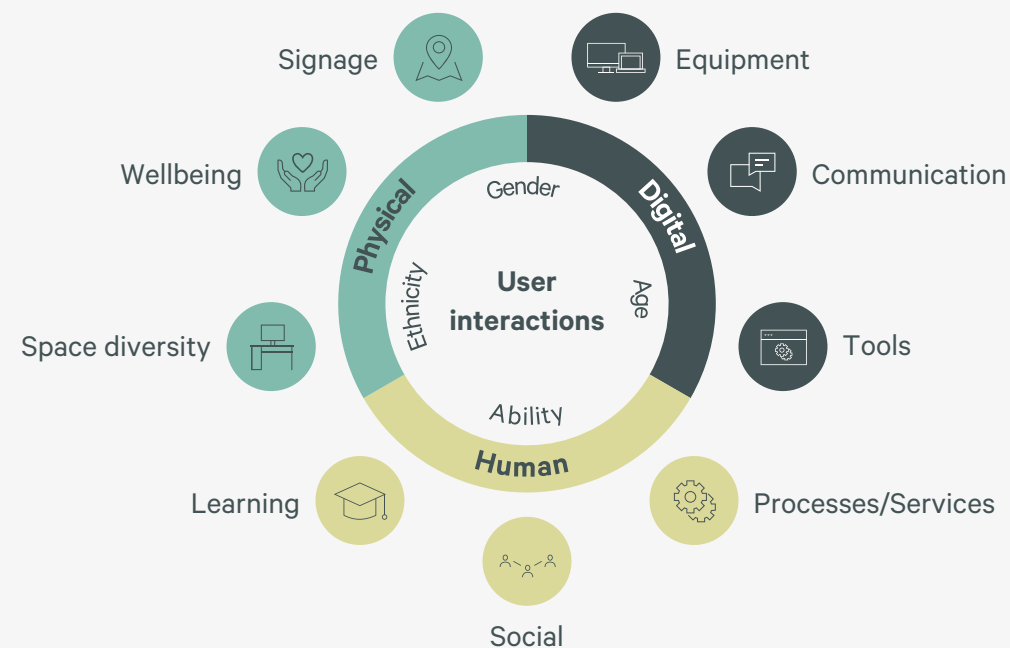 Signage
Equipment
Wellbeing
Communication
Physical
Digital
Gender
Ethnicity
User
interactions
Age
Space diversity
Tools
Ability
Human
Learning
Processes/Services
Social